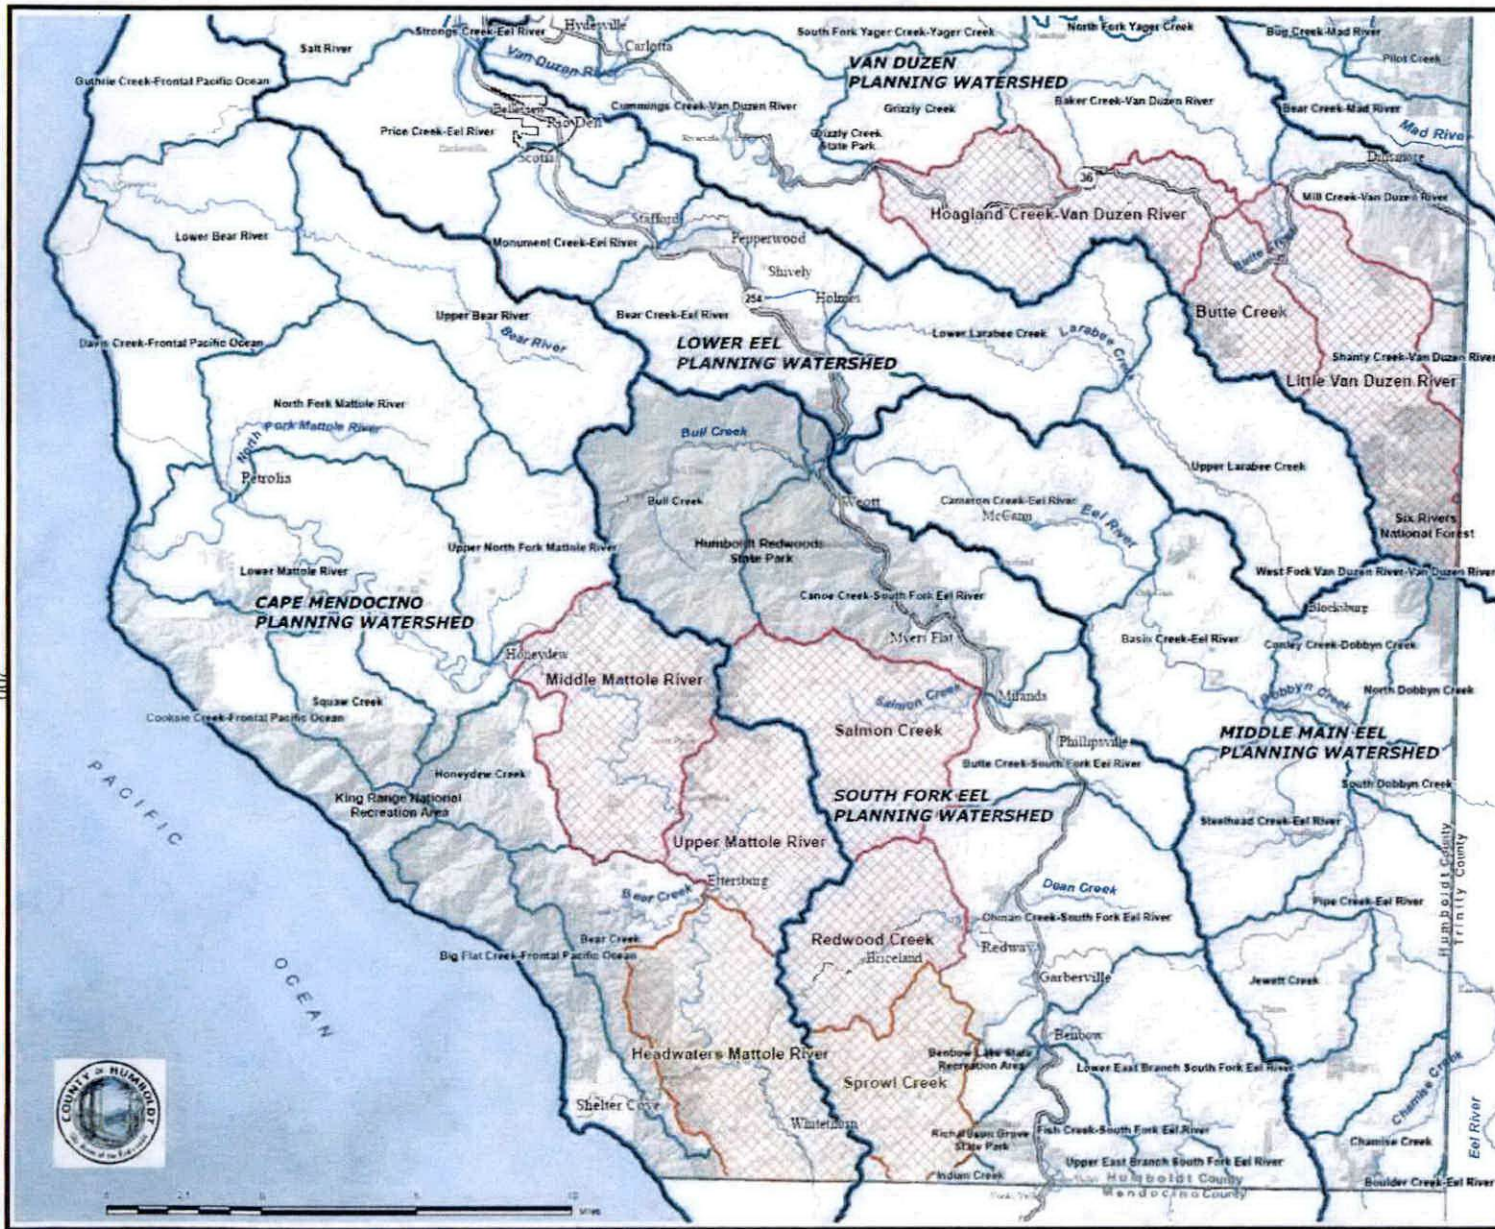 Hydesville
Strongs Creek-Eel River
South Fork Yager Creek-Yager Creek
North Fork Yager Creek
Bug Creek-Mad River
Salt River
Carlotta
Van Duzen River
VAN DUZEN
PLANNING WATERSHED
Pilot Creek
Guthrie Creek-Frontal Pacific Ocean
Cummings Creek-Van Duzen River
Grizzly Creek
Baker Creek-Van Duzen River
Bear Creek-Mad River
Rio Dell
Price Creek-Eel River
Grizzly Creek
State Park
Mad River
Scotia
36
Dinsmore
Mill Creek-Van Duzen River
Hoagland Creek-Van Duzen River
Stafford
Lower Bear River
Monument Creek-Eel River
Pepperwood
Butte Creek
Shively
254
Holmes
Upper Bear River
Bear Creek-Eel River
Butte Creek
Bear River
Lower Larabee Creek
Larabee Creek
Davis Creek-Frontal Pacific Ocean
LOWER EEL
PLANNING WATERSHED
Shanty Creek-Van Duzen River
Little Van Duzen River
North Fork Mattole River
North Fork Mattole River
Bull Creek
Upper Larabee Creek
Petrolia
Bull Creek
Weott
Cameron Creek-Eel River
McCann
Eel River
Six Rivers
National Forest
Upper North Fork Mattole River
Humboldt Redwoods
State Park
Lower Mattole River
West Fork Van Duzen River-Van Duzen River
CAPE MENDOCINO
PLANNING WATERSHED
Canoe Creek-South Fork Eel River
Blocksburg
Myers Flat
Basin Creek-Eel River
Conley Creek-Dobbyn Creek
Honeydew
Middle Mattole River
Salmon Creek
Miranda
Dobbyn Creek
North Dobbyn Creek
Squaw Creek
Cooksie Creek-Frontal Pacific Ocean
Salmon Creek
Phillipsville
MIDDLE MAIN EEL
PLANNING WATERSHED
Butte Creek-South Fork Eel River
Honeydew Creek
South Dobbyn Creek
King Range National
Recreation Area
SOUTH FORK EEL
PLANNING WATERSHED
Steelhead Creek-Eel River
Upper Mattole River
Humboldt County
Trinity County
Ettersburg
Bear Creek
Dean Creek
Pipe Creek-Eel River
Ohman Creek-South Fork Eel River
Redwood Creek
Bear Creek
Redway
Big Flat Creek-Frontal Pacific Ocean
Briceland
Garberville
Jewett Creek
PACIFIC
OCEAN
Benbow
Headwaters Mattole River
Benbow Lake State
Recreation Area
Lower East Branch South Fork Eel River
Sprowl Creek
Chamise Creek
COUNTY OF HUMBOLDT
Shelter Cove
Whitethorn
Richardson Grove
State Park
Fish Creek-South Fork Eel River
Chamise Creek
Eel River
Upper East Branch South Fork Eel River
Indian Creek
Humboldt County
Mendocino County
Boulder Creek-Eel River
0 2.5 5 10
Miles